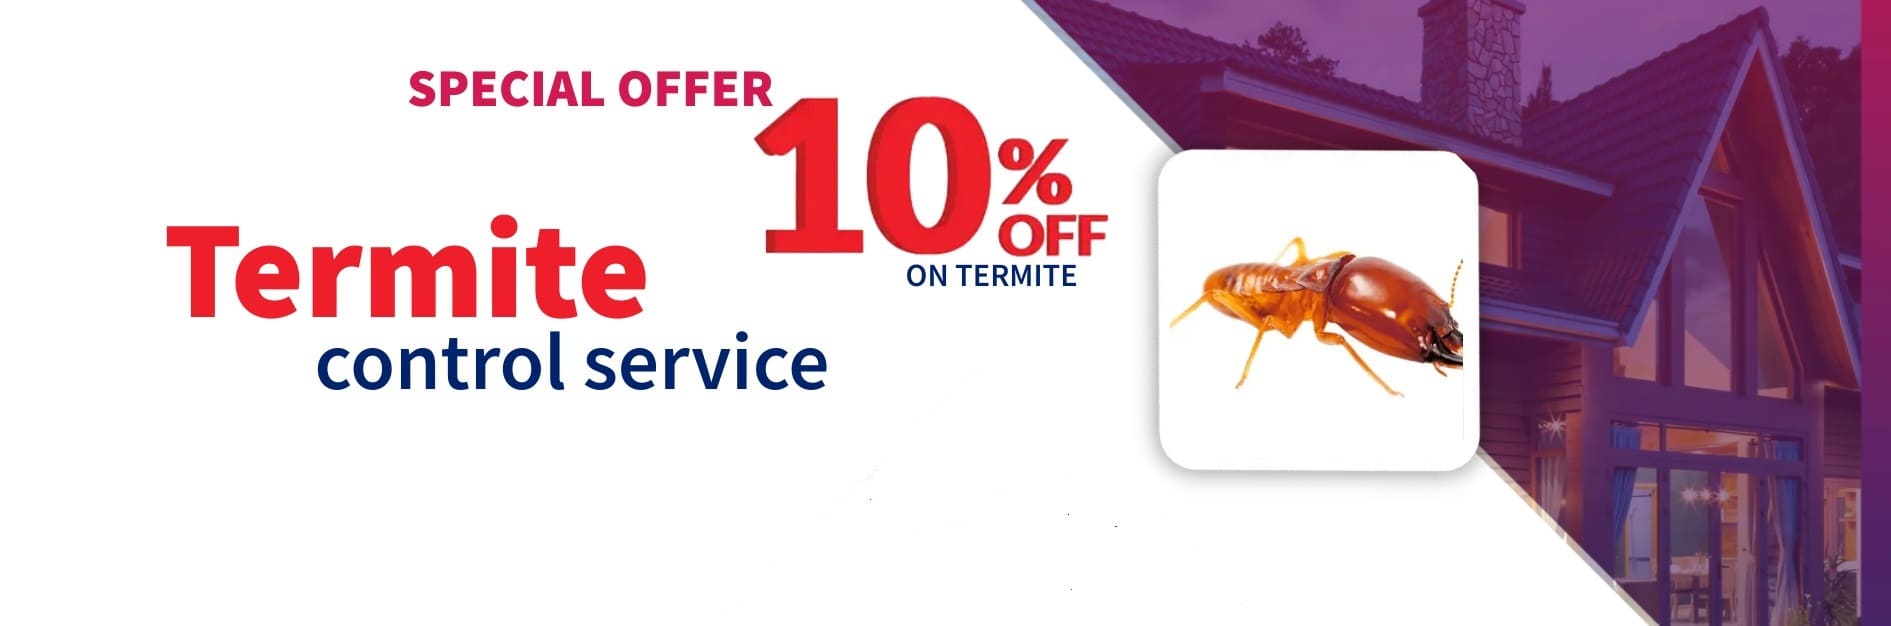 SPECIAL OFFER
10%
OFF
ON TERMITE
Termite
control service